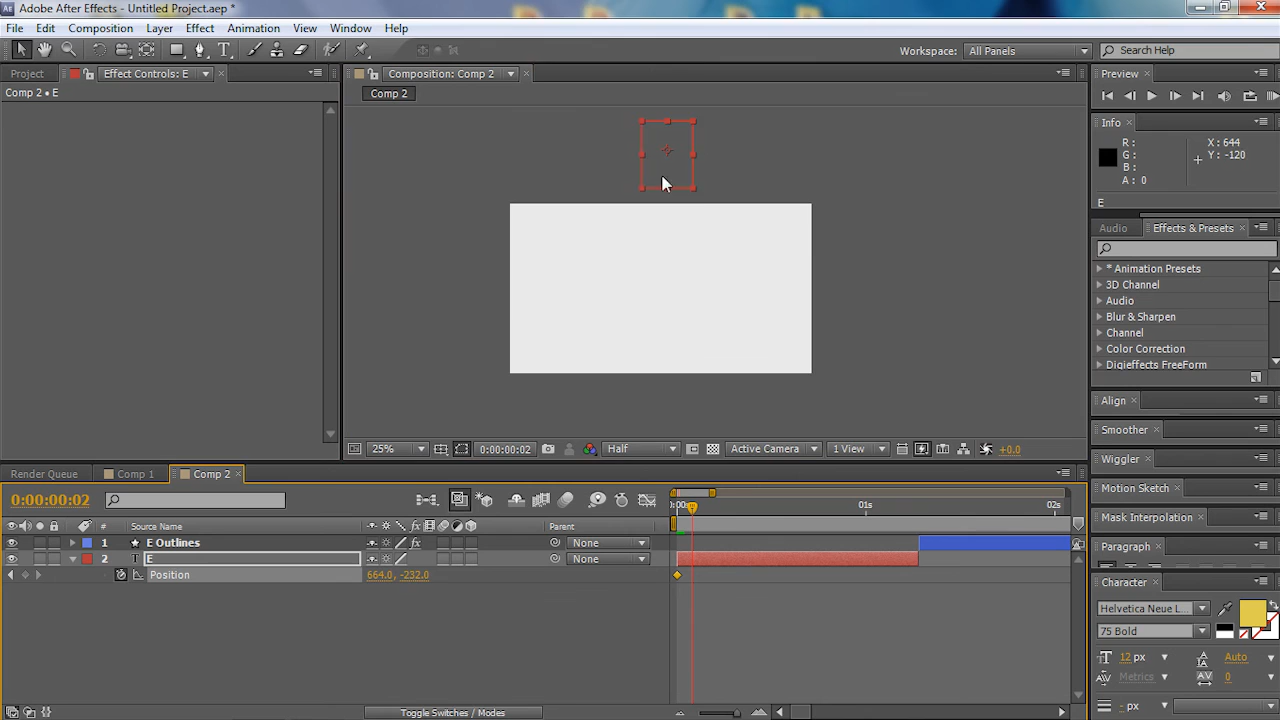 Adobe After Effects - Untitled Project.aep *
File Edit Composition Layer Effect Animation View Window Help
Workspace: All Panels Search Help
Project Effect Controls: E Composition: Comp 2 Preview
Comp 2 • E Comp 2
Info
R: X: 644
G: Y: -120
B:
A: 0
E
Audio Effects & Presets
* Animation Presets
3D Channel
Audio
Blur & Sharpen
Channel
Color Correction
Digieffects FreeForm
Align
Smoother
Wiggler
Motion Sketch
Mask Interpolation
Paragraph
Character
Helvetica Neue L...
75 Bold
12 px Auto
Metrics 0
- px
25% 0:00:00:02 Half Active Camera 1 View +0.0
Render Queue Comp 1 Comp 2
0:00:00:02 01s 02s
# Source Name Parent
1 E Outlines None
2 T E None
Position 664.0, -232.0
Toggle Switches / Modes